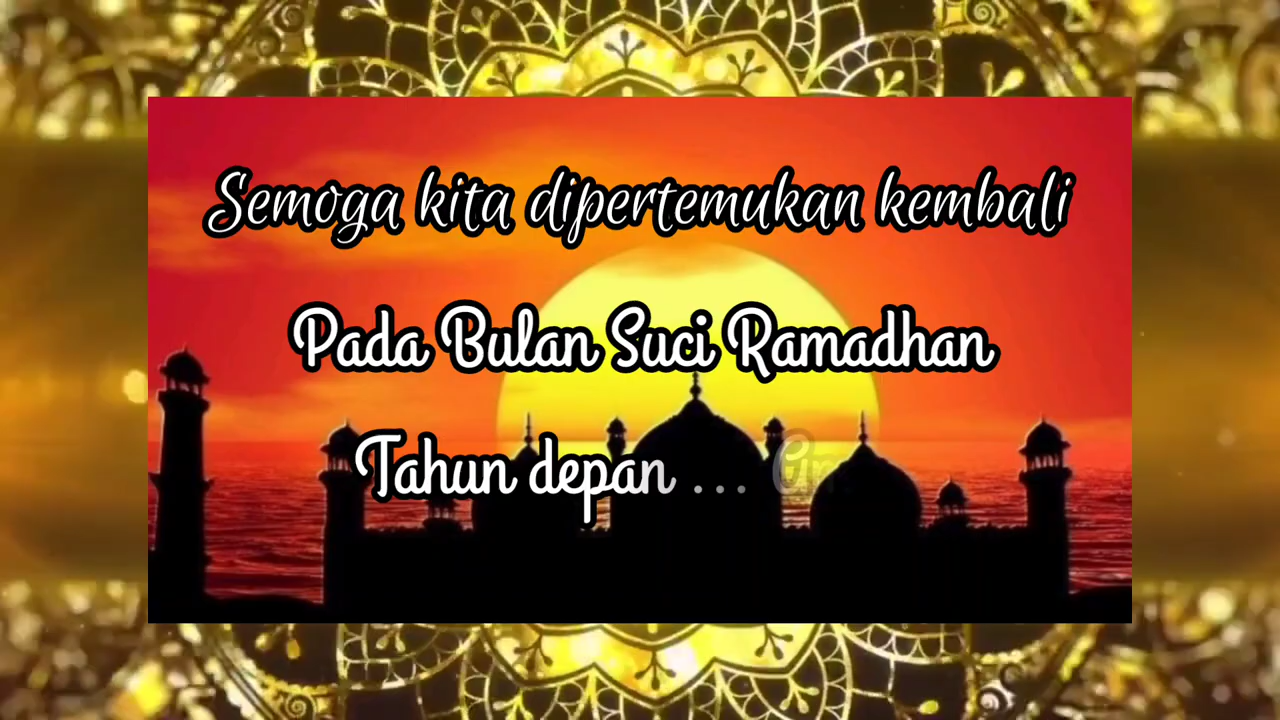 Semoga kita dipertemukan kembali
Pada Bulan Suci Ramadhan
Tahun depan ...